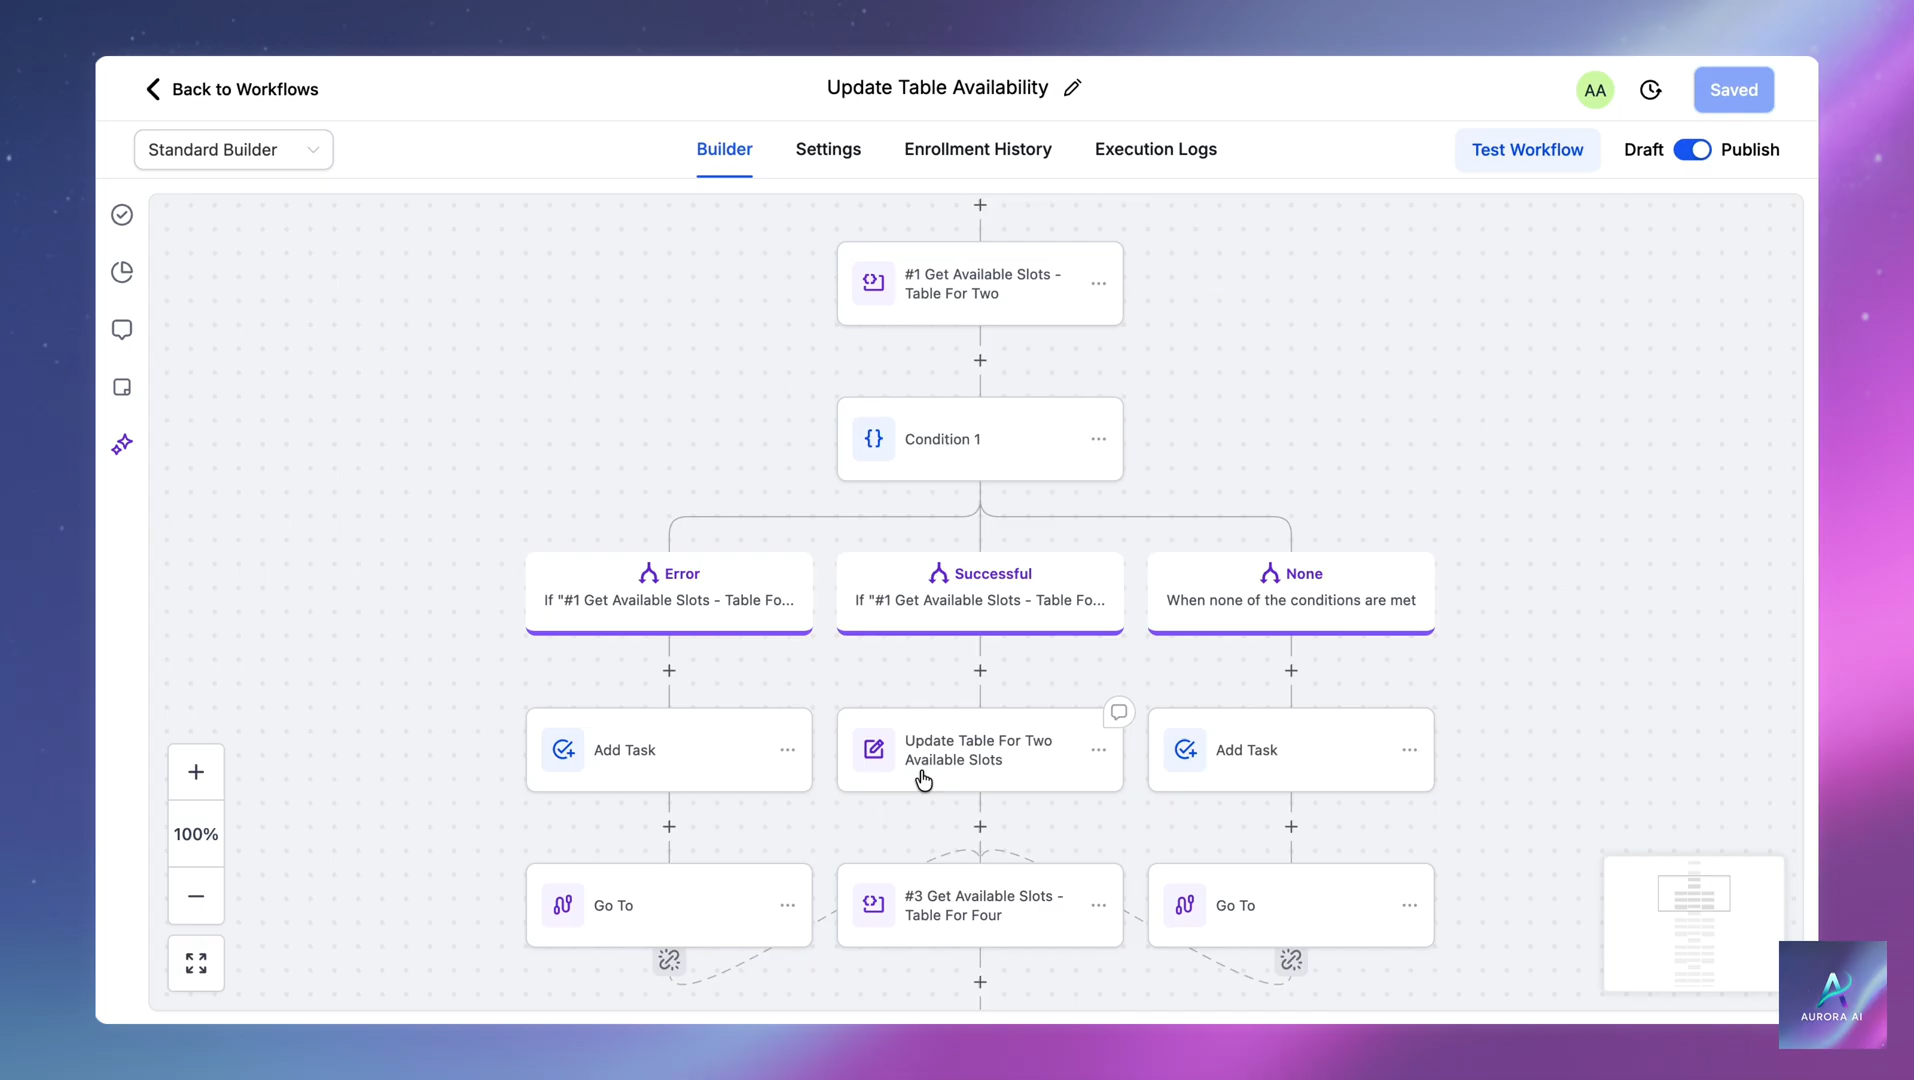 Back to Workflows
Update Table Availability
AA
Saved
Standard Builder
Builder
Settings
Enrollment History
Execution Logs
Test Workflow
Draft
Publish
#1 Get Available Slots -
Table For Two
Condition 1
Error
If "#1 Get Available Slots - Table Fo...
Successful
If "#1 Get Available Slots - Table Fo...
None
When none of the conditions are met
Add Task
Update Table For Two
Available Slots
Add Task
100%
Go To
#3 Get Available Slots -
Table For Four
Go To
AURORA AI